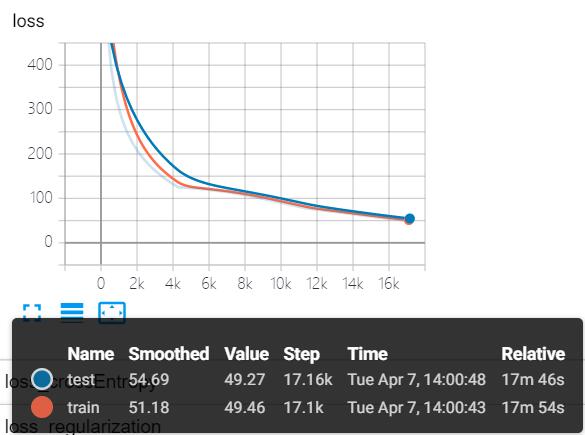 loss
400
300
200
100
0
0 2k 4k 6k 8k 10k 12k 14k 16k
Name Smoothed Value Step Time Relative
loss_crossEntropy
test 54.69 49.27 17.16k Tue Apr 7, 14:00:48 17m 46s
train 51.18 49.46 17.1k Tue Apr 7, 14:00:43 17m 54s
loss_regularization